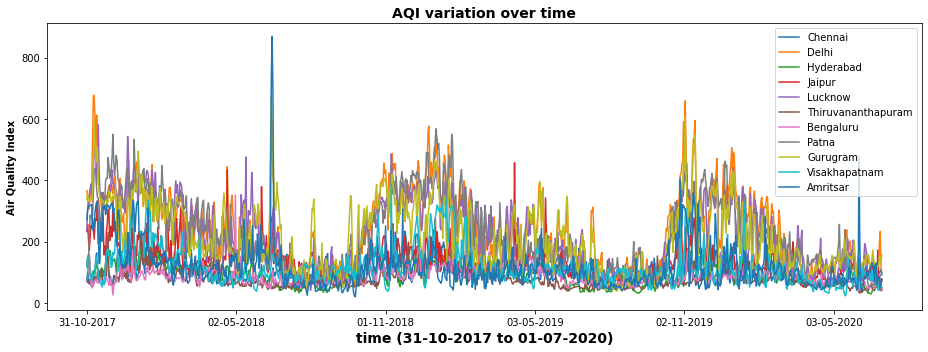 AQI variation over time
Air Quality Index
800
600
400
200
0
Chennai
Delhi
Hyderabad
Jaipur
Lucknow
Thiruvananthapuram
Bengaluru
Patna
Gurugram
Visakhapatnam
Amritsar
31-10-2017
02-05-2018
01-11-2018
03-05-2019
02-11-2019
03-05-2020
time (31-10-2017 to 01-07-2020)